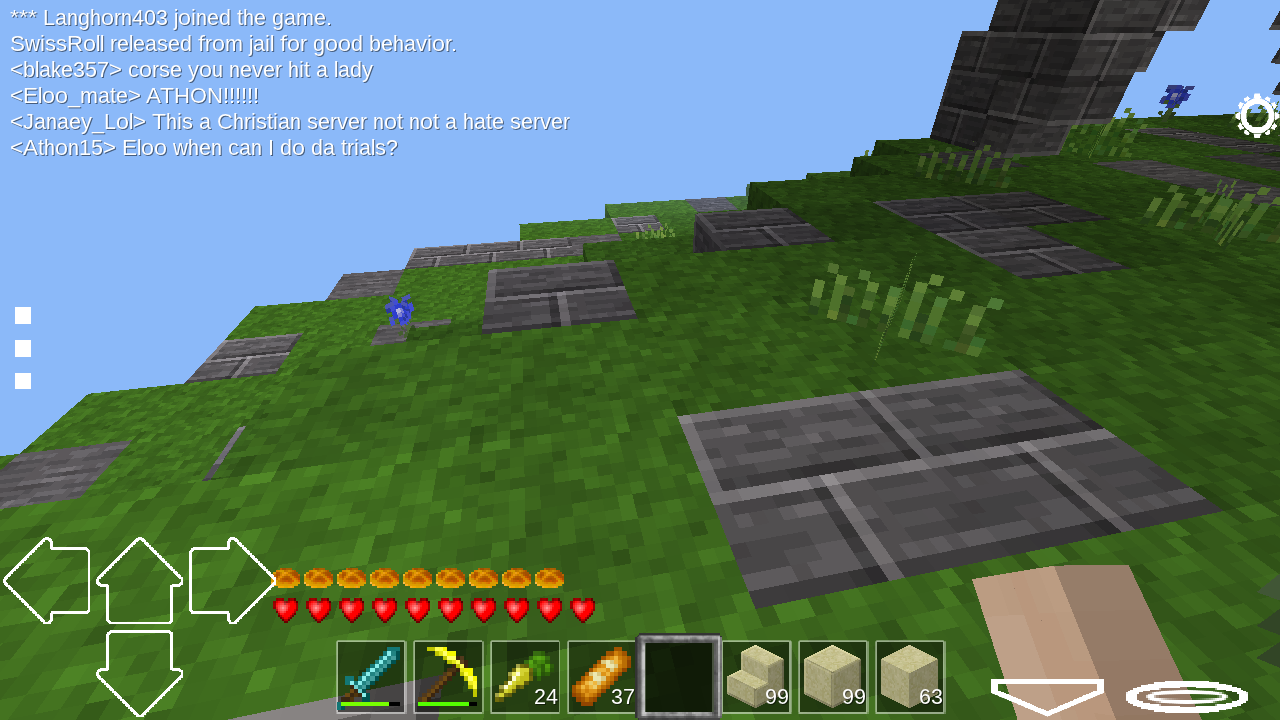 *** Langhorn403 joined the game.
SwissRoll released from jail for good behavior.
<blake357> corse you never hit a lady
<Eloo_mate> ATHON!!!!!!
<Janaey_Lol> This a Christian server not not a hate server
<Athon15> Eloo when can I do da trials?
24 37 99 99 63